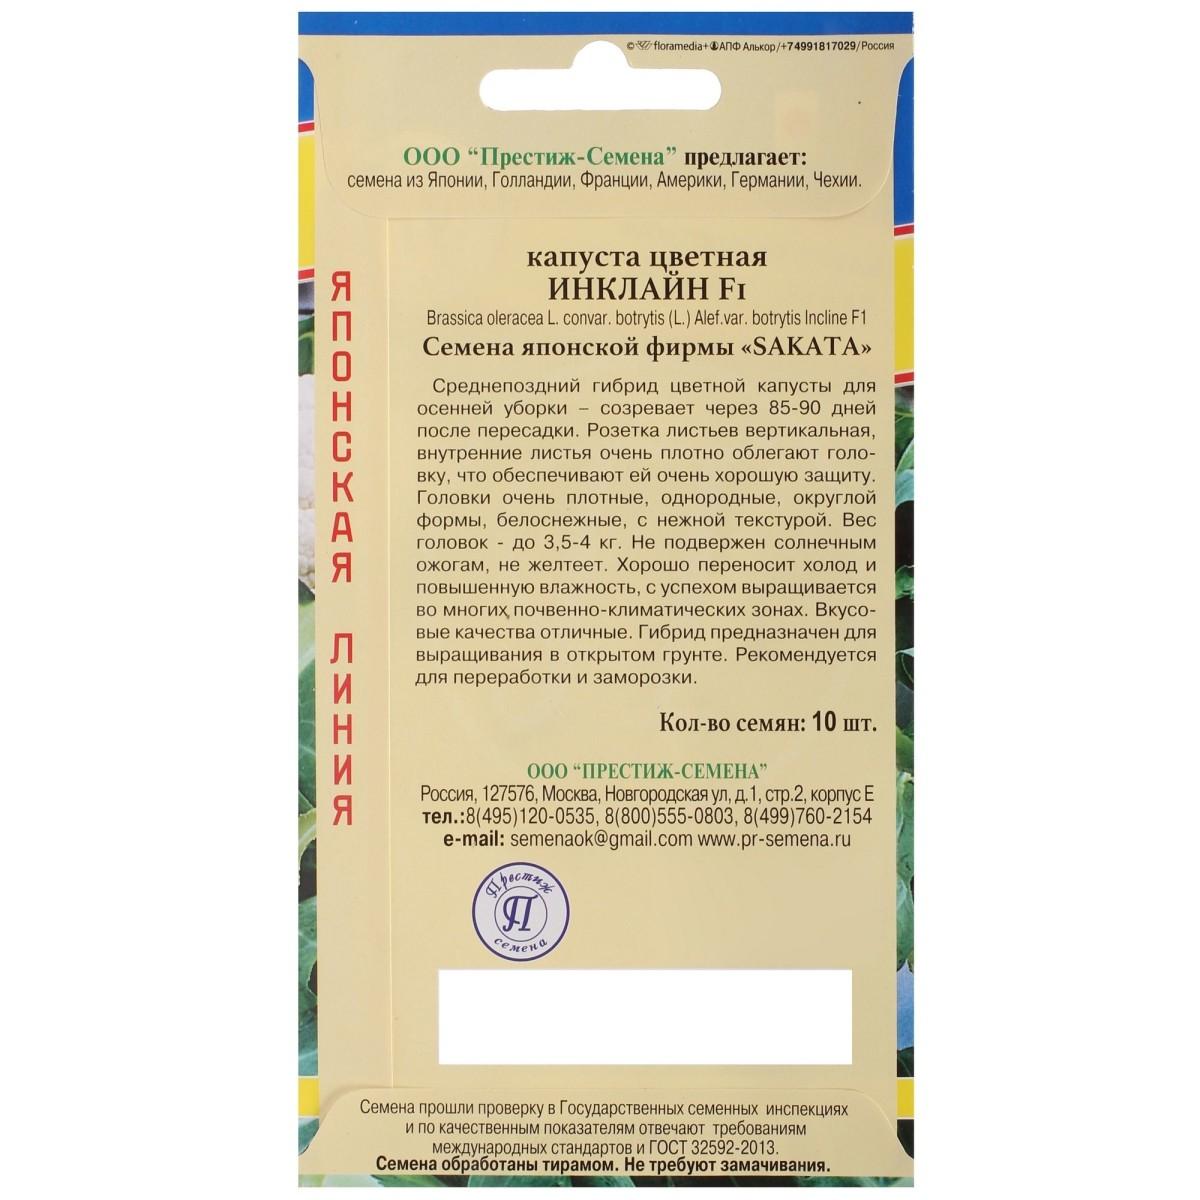 © floramedia+ АПФ Алькор/+74991817029/Россия
ООО “Престиж-Семена” предлагает:
семена из Японии, Голландии, Франции, Америки, Германии, Чехии.
ЯПОНСКАЯ ЛИНИЯ
капуста цветная
ИНКЛАЙН F1
Brassica oleracea L. convar. botrytis (L.) Alef.var. botrytis Incline F1
Семена японской фирмы «SAKATA»
Среднепоздний гибрид цветной капусты для
осенней уборки – созревает через 85-90 дней
после пересадки. Розетка листьев вертикальная,
внутренние листья очень плотно облегают голо-
вку, что обеспечивают ей очень хорошую защиту.
Головки очень плотные, однородные, округлой
формы, белоснежные, с нежной текстурой. Вес
головок - до 3,5-4 кг. Не подвержен солнечным
ожогам, не желтеет. Хорошо переносит холод и
повышенную влажность, с успехом выращивается
во многих почвенно-климатических зонах. Вкусо-
вые качества отличные. Гибрид предназначен для
выращивания в открытом грунте. Рекомендуется
для переработки и заморозки.
Кол-во семян: 10 шт.
ООО “ПРЕСТИЖ-СЕМЕНА”
Россия, 127576, Москва, Новгородская ул, д.1, стр.2, корпус Е
тел.:8(495)120-0535, 8(800)555-0803, 8(499)760-2154
e-mail: semenaok@gmail.com www.pr-semena.ru
Престиж
П
семена
Семена прошли проверку в Государственных семенных инспекциях
и по качественным показателям отвечают требованиям
международных стандартов и ГОСТ 32592-2013.
Семена обработаны тирамом. Не требуют замачивания.